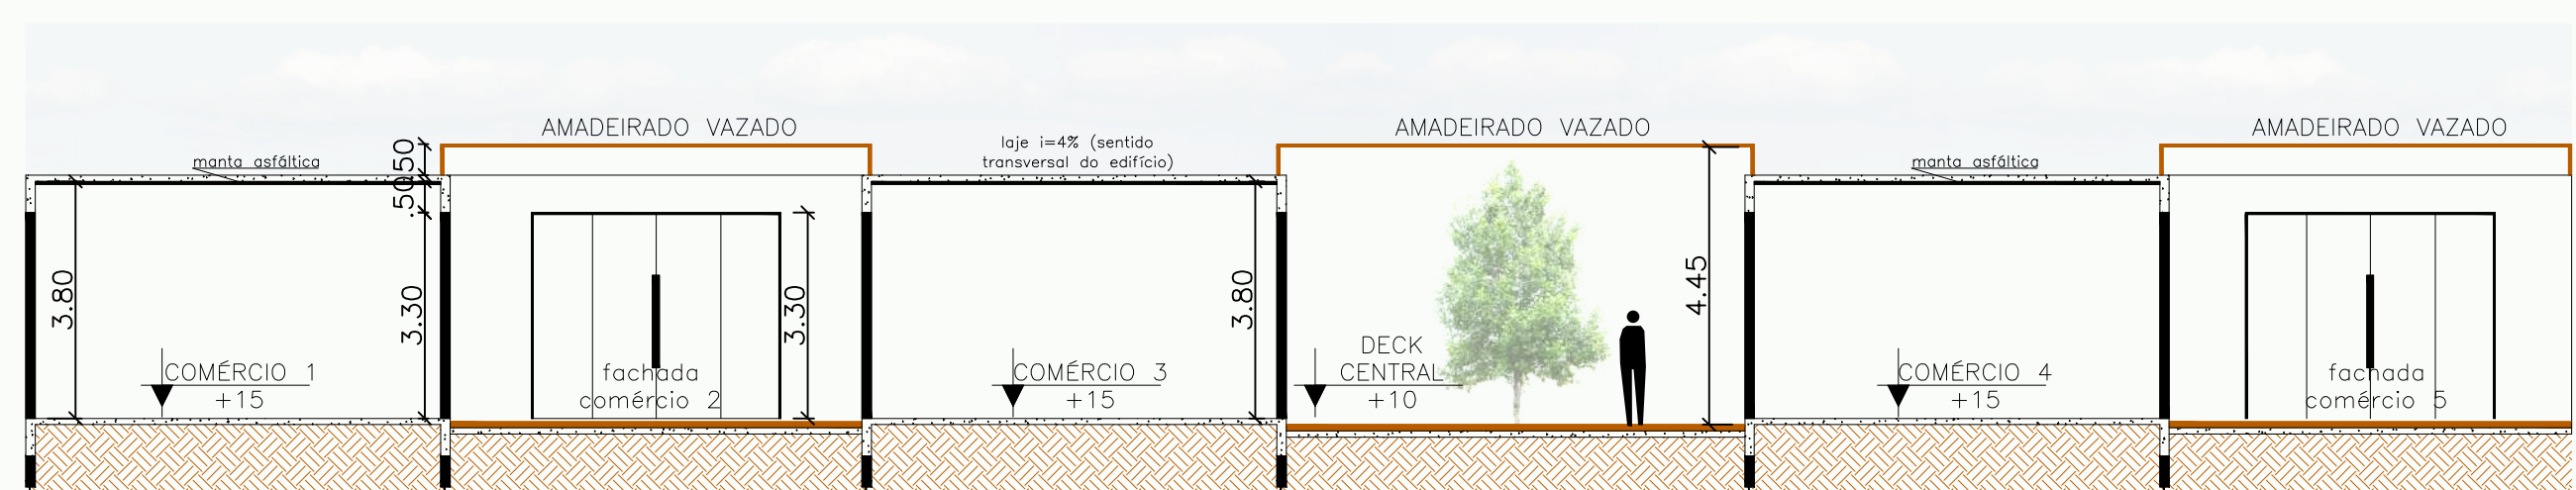 AMADEIRADO VAZADO
AMADEIRADO VAZADO
AMADEIRADO VAZADO
manta asfáltica
laje i=4% (sentido
transversal do edifício)
manta asfáltica
.50
.50
3.80
3.30
3.30
3.80
4.45
COMÉRCIO 1
+15
fachada
comércio 2
COMÉRCIO 3
+15
DECK
CENTRAL
+10
COMÉRCIO 4
+15
fachada
comércio 5